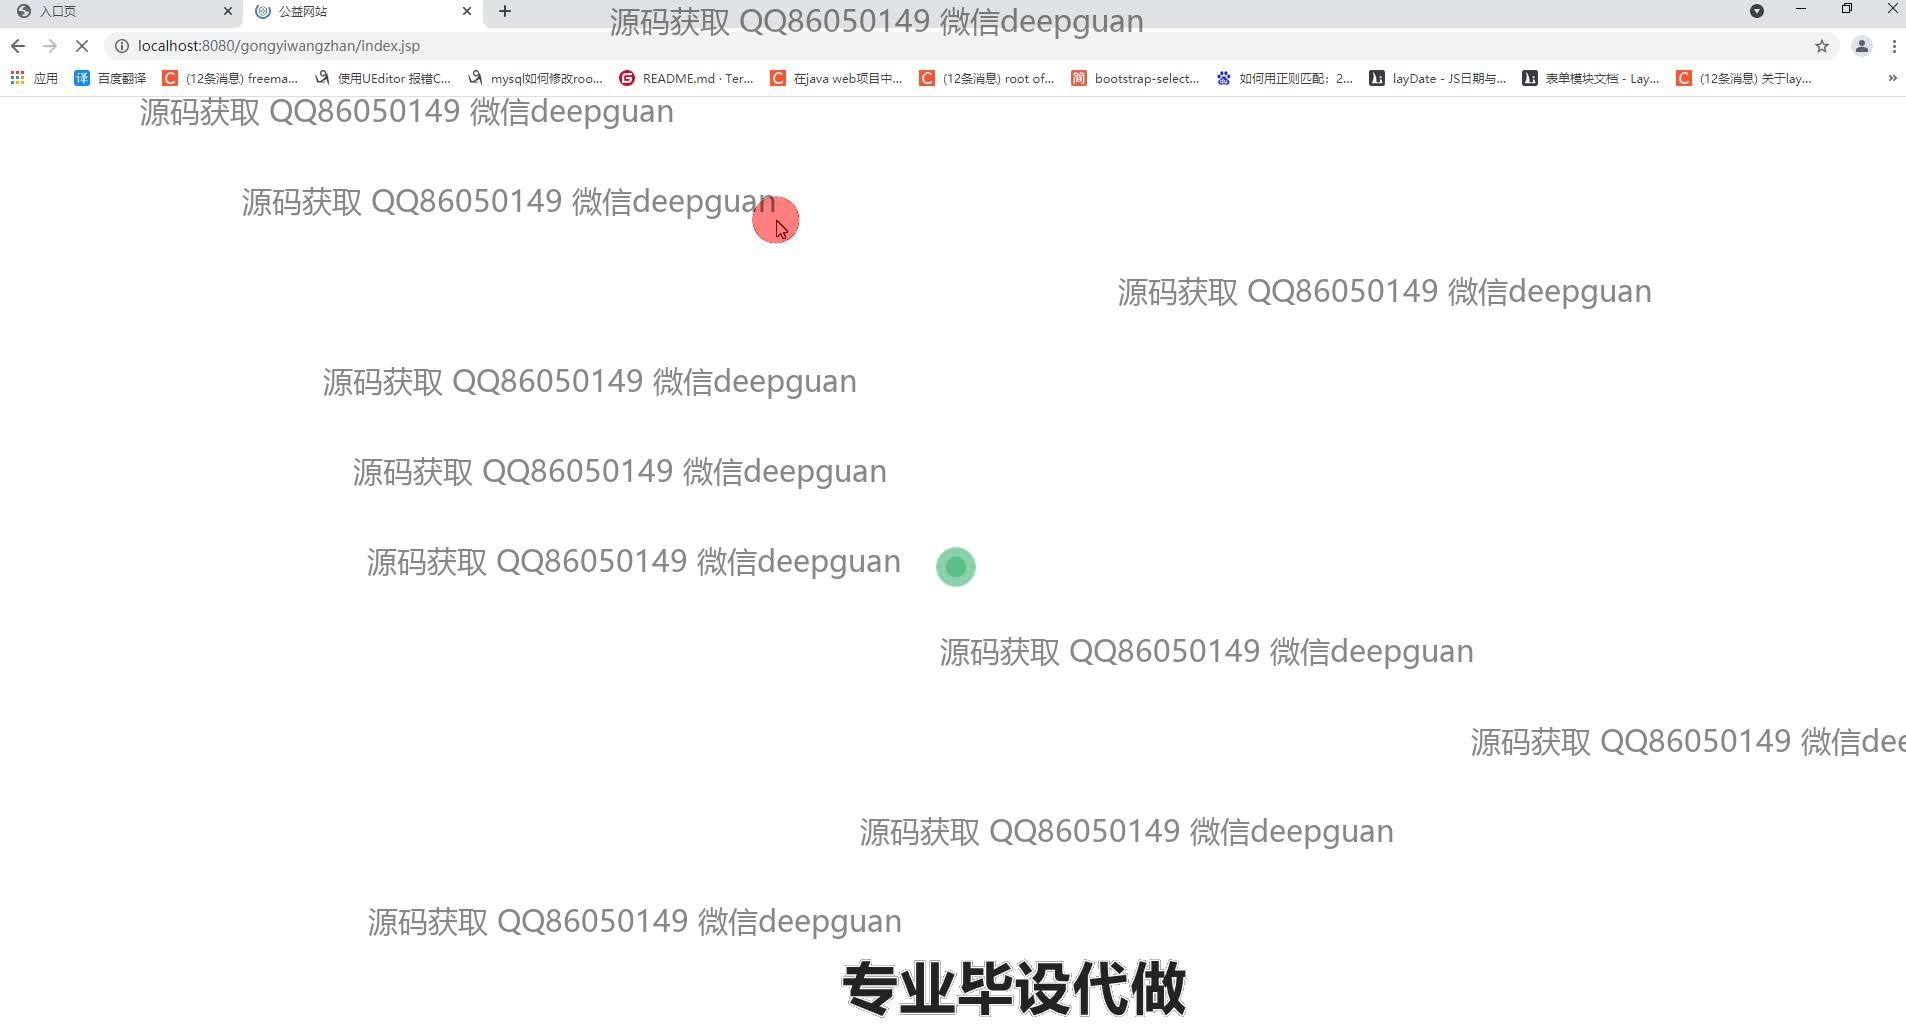 入口页
公益网站
源码获取 QQ86050149 微信deepguan
localhost:8080/gongyiwangzhan/index.jsp
应用 译 百度翻译 C (12条消息) freema... 使用UEditor 报错C... mysql如何修改roo... G README.md · Ter... C 在java web项目中... C (12条消息) root of... 简 bootstrap-select... 如何用正则匹配：2... layDate - JS日期与... 表单模块文档 - Lay... C (12条消息) 关于lay... »
源码获取 QQ86050149 微信deepguan
源码获取 QQ86050149 微信deepguan
源码获取 QQ86050149 微信deepguan
源码获取 QQ86050149 微信deepguan
源码获取 QQ86050149 微信deepguan
源码获取 QQ86050149 微信deepguan
源码获取 QQ86050149 微信deepguan
源码获取 QQ86050149 微信dee
源码获取 QQ86050149 微信deepguan
源码获取 QQ86050149 微信deepguan
专业毕设代做